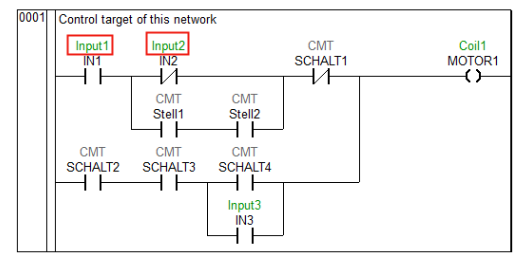 0001 Control target of this network
Input1 Input2 CMT Coil1
IN1 IN2 SCHALT1 MOTOR1
CMT CMT
Stell1 Stell2
CMT CMT CMT
SCHALT2 SCHALT3 SCHALT4
Input3
IN3